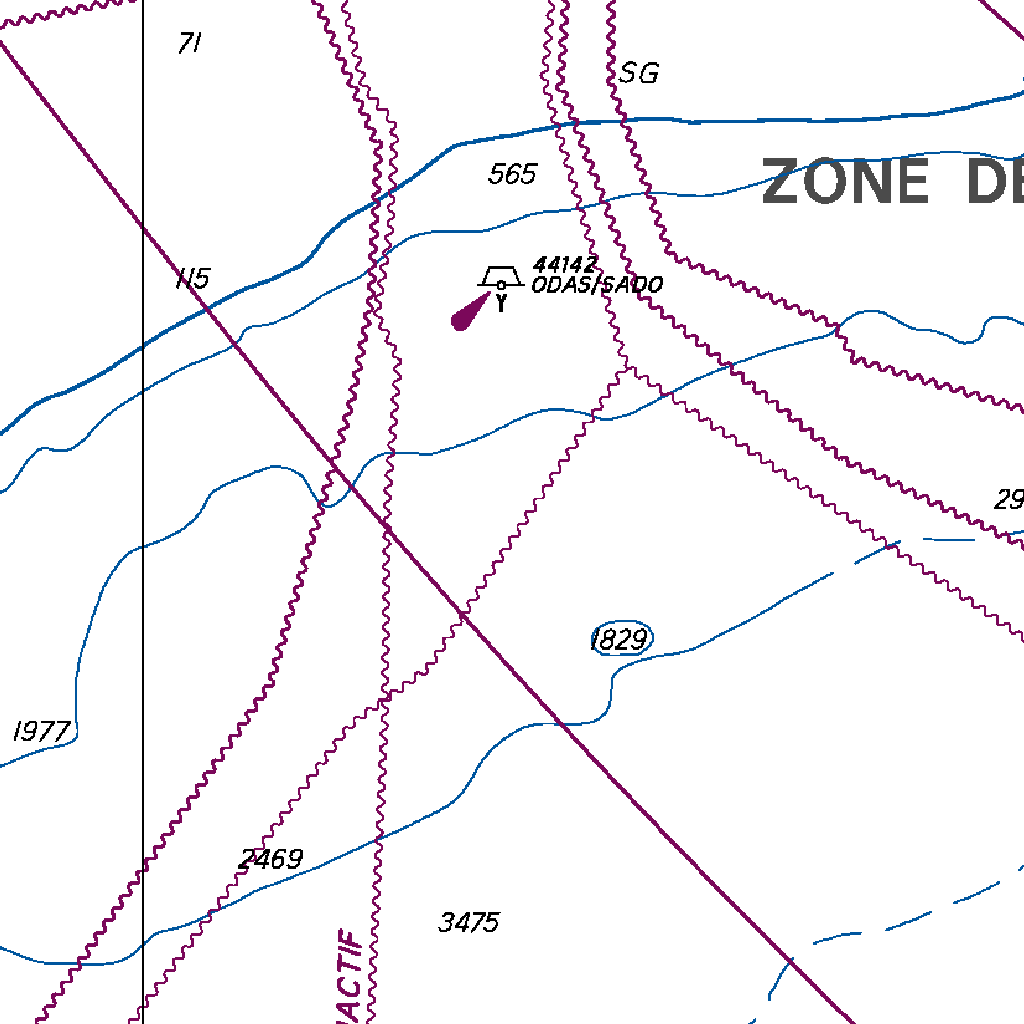 71
SG
565
ZONE DE
115
44142
ODAS/SADO
Y
29
1829
1977
2469
3475
ACTIF